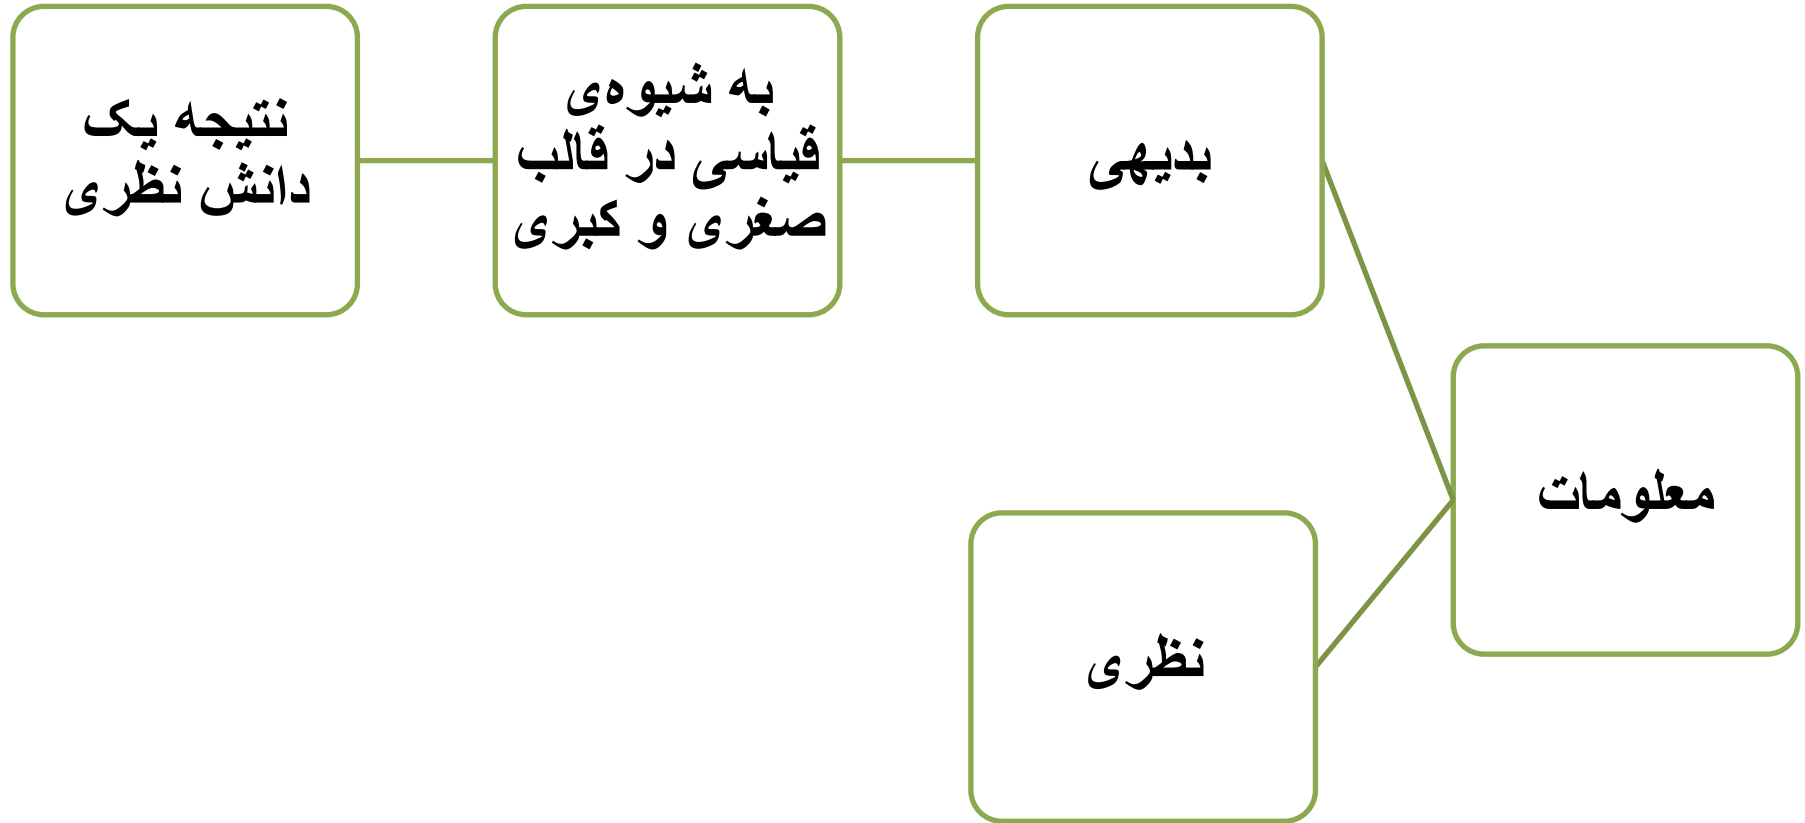 معلومات
بدیهی
به شیوه‌ی
قیاسی در قالب
صغری و کبری
نتیجه یک
دانش نظری
نظری